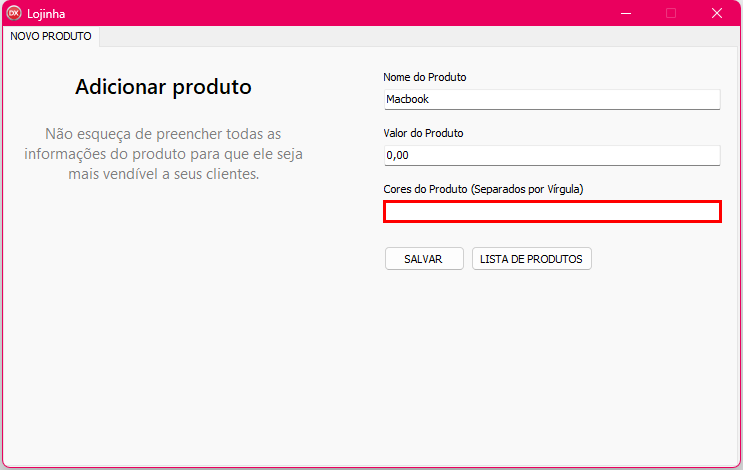 DX Lojinha
NOVO PRODUTO
Adicionar produto
Não esqueça de preencher todas as
informações do produto para que ele seja
mais vendível a seus clientes.
Nome do Produto
Macbook
Valor do Produto
0,00
Cores do Produto (Separados por Vírgula)
SALVAR LISTA DE PRODUTOS